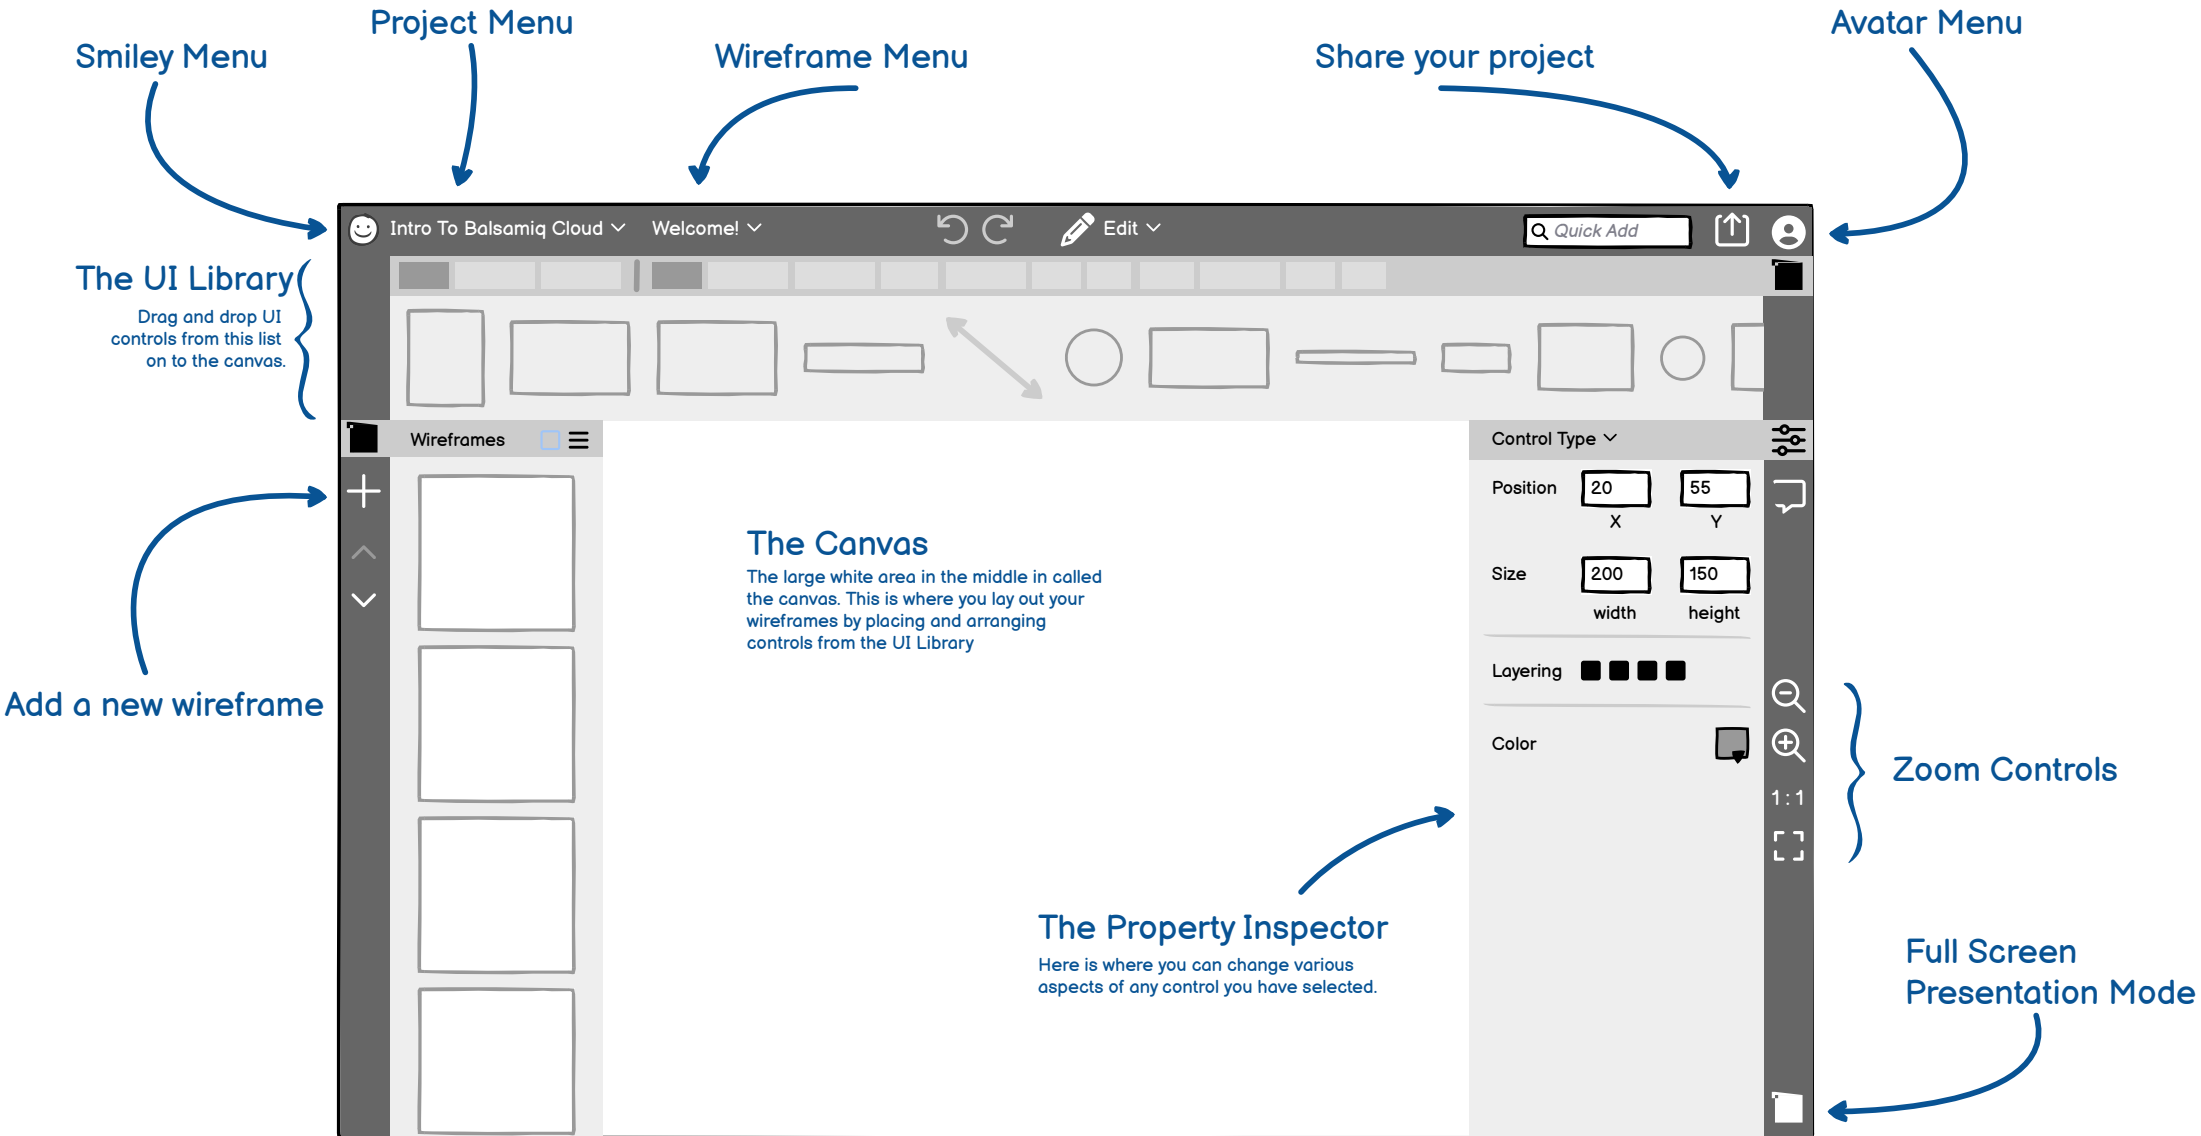 Project Menu
Avatar Menu
Smiley Menu
Wireframe Menu
Share your project
Intro To Balsamiq Cloud
Welcome!
Edit
Quick Add
The UI Library
Drag and drop UI
controls from this list
on to the canvas.
Wireframes
Control Type
Position
20
55
X
Y
The Canvas
The large white area in the middle in called
the canvas. This is where you lay out your
wireframes by placing and arranging
controls from the UI Library
Size
200
150
width
height
Layering
Add a new wireframe
Color
Zoom Controls
1:1
The Property Inspector
Here is where you can change various
aspects of any control you have selected.
Full Screen
Presentation Mode